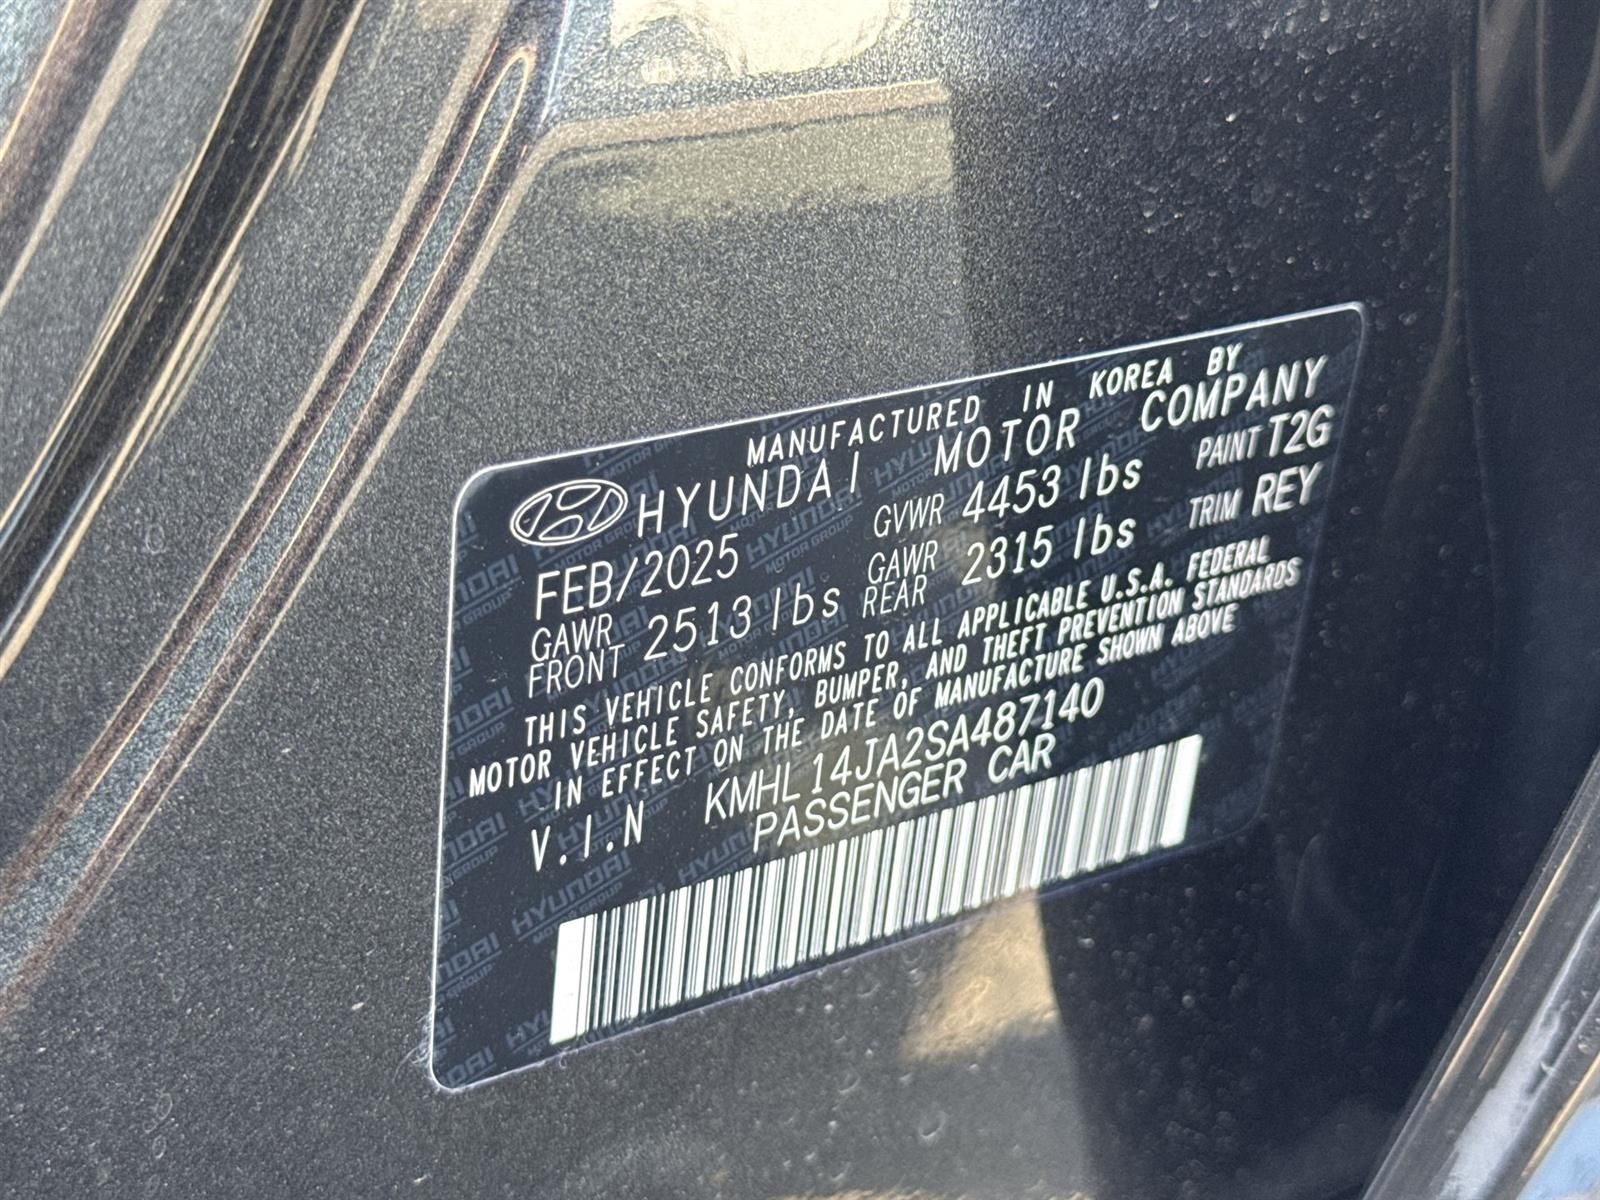 MANUFACTURED IN KOREA BY
HYUNDAI MOTOR COMPANY
FEB/2025 GVWR 4453 lbs PAINT T2G
GAWR FRONT 2513 lbs GAWR REAR 2315 lbs TRIM REY
THIS VEHICLE CONFORMS TO ALL APPLICABLE U.S.A. FEDERAL
MOTOR VEHICLE SAFETY, BUMPER, AND THEFT PREVENTION STANDARDS
IN EFFECT ON THE DATE OF MANUFACTURE SHOWN ABOVE
V.I.N KMHL14JA2SA487140
PASSENGER CAR